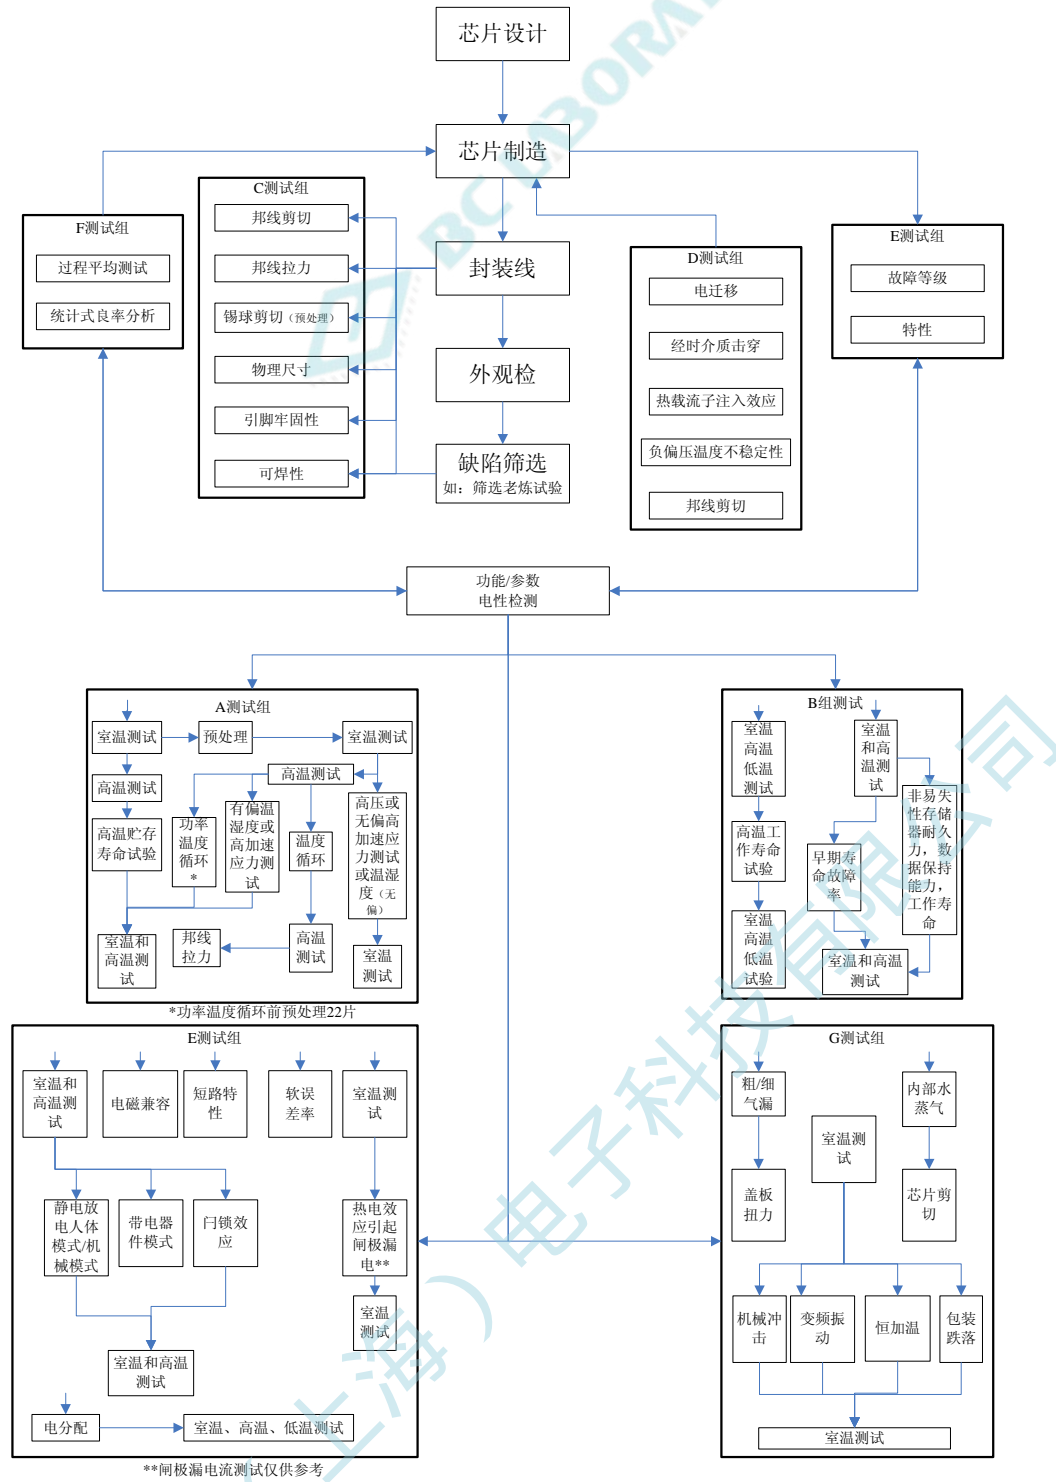 芯片设计
芯片制造
C测试组
邦线剪切
邦线拉力
锡球剪切（预处理）
物理尺寸
引脚牢固性
可焊性
F测试组
过程平均测试
统计式良率分析
封装线
外观检
缺陷筛选
如：筛选老炼试验
D测试组
电迁移
经时介质击穿
热载流子注入效应
负偏压温度不稳定性
邦线剪切
E测试组
故障等级
特性
功能/参数
电性检测
A测试组
室温测试
预处理
室温测试
高温测试
高温测试
高温贮存
寿命试验
功率
温度
循环
*
有偏温
湿度或
高加速
应力测
试
温度
循环
高压或
无偏高
加速应
力测试
或温湿
度（无
偏）
室温和
高温测
试
邦线
拉力
高温
测试
室温
测试
*功率温度循环前预处理22片
B组测试
室温
高温
低温
测试
室温
和高
温测
试
高温工
作寿命
试验
早期寿
命故障
率
非易失
性存储
器耐久
力，数
据保持
能力，
工作寿
命
室温
高温
低温
试验
室温和高温
测试
E测试组
室温和
高温测
试
电磁兼容
短路特
性
软误
差率
室温测
试
静电放
电人体
模式/机
械模式
带电器
件模式
闩锁效
应
热电效
应引起
闸极漏
电**
室温
测试
室温和高温
测试
电分配
室温、高温、低温测试
**闸极漏电流测试仅供参考
G测试组
粗/细
气漏
室温测
试
内部水
蒸气
盖板
扭力
芯片剪
切
机械冲
击
变频振
动
恒加温
包装
跌落
室温测试
BC LABORA
（上海）电子科技有限公司